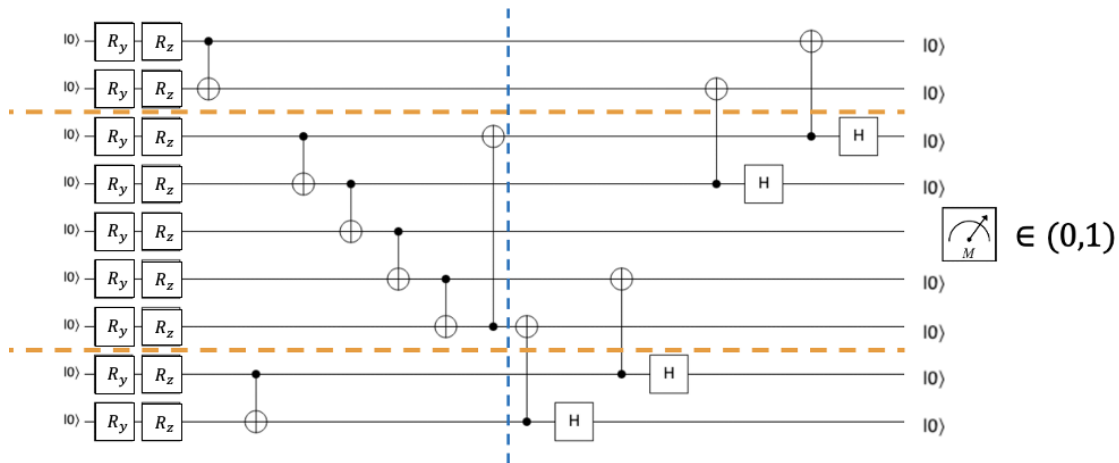 |0⟩ R_y R_z |0⟩
|0⟩ R_y R_z |0⟩
|0⟩ R_y R_z H |0⟩
|0⟩ R_y R_z H |0⟩
|0⟩ R_y R_z M ∈ (0,1)
|0⟩ R_y R_z |0⟩
|0⟩ R_y R_z |0⟩
|0⟩ R_y R_z H |0⟩
|0⟩ R_y R_z H |0⟩